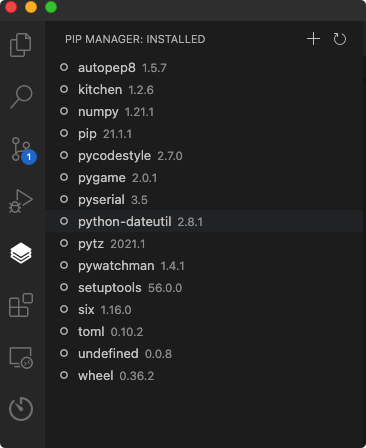 PIP MANAGER: INSTALLED
autopep8 1.5.7
kitchen 1.2.6
numpy 1.21.1
pip 21.1.1
1
pycodestyle 2.7.0
pygame 2.0.1
pyserial 3.5
python-dateutil 2.8.1
pytz 2021.1
pywatchman 1.4.1
setuptools 56.0.0
six 1.16.0
toml 0.10.2
undefined 0.0.8
wheel 0.36.2